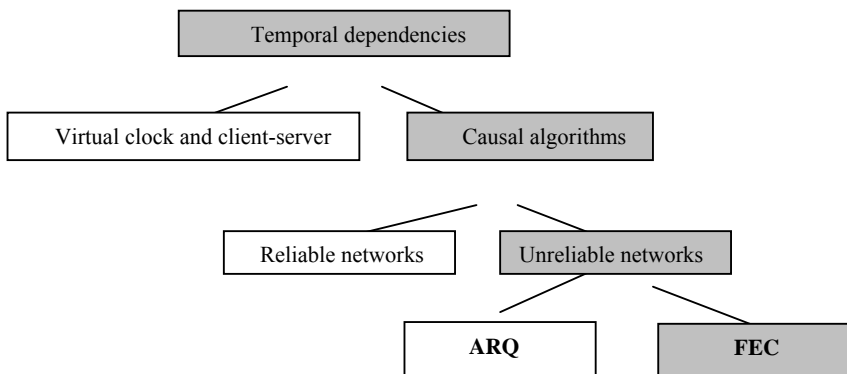 Temporal dependencies
Virtual clock and client-server
Causal algorithms
Reliable networks
Unreliable networks
ARQ
FEC